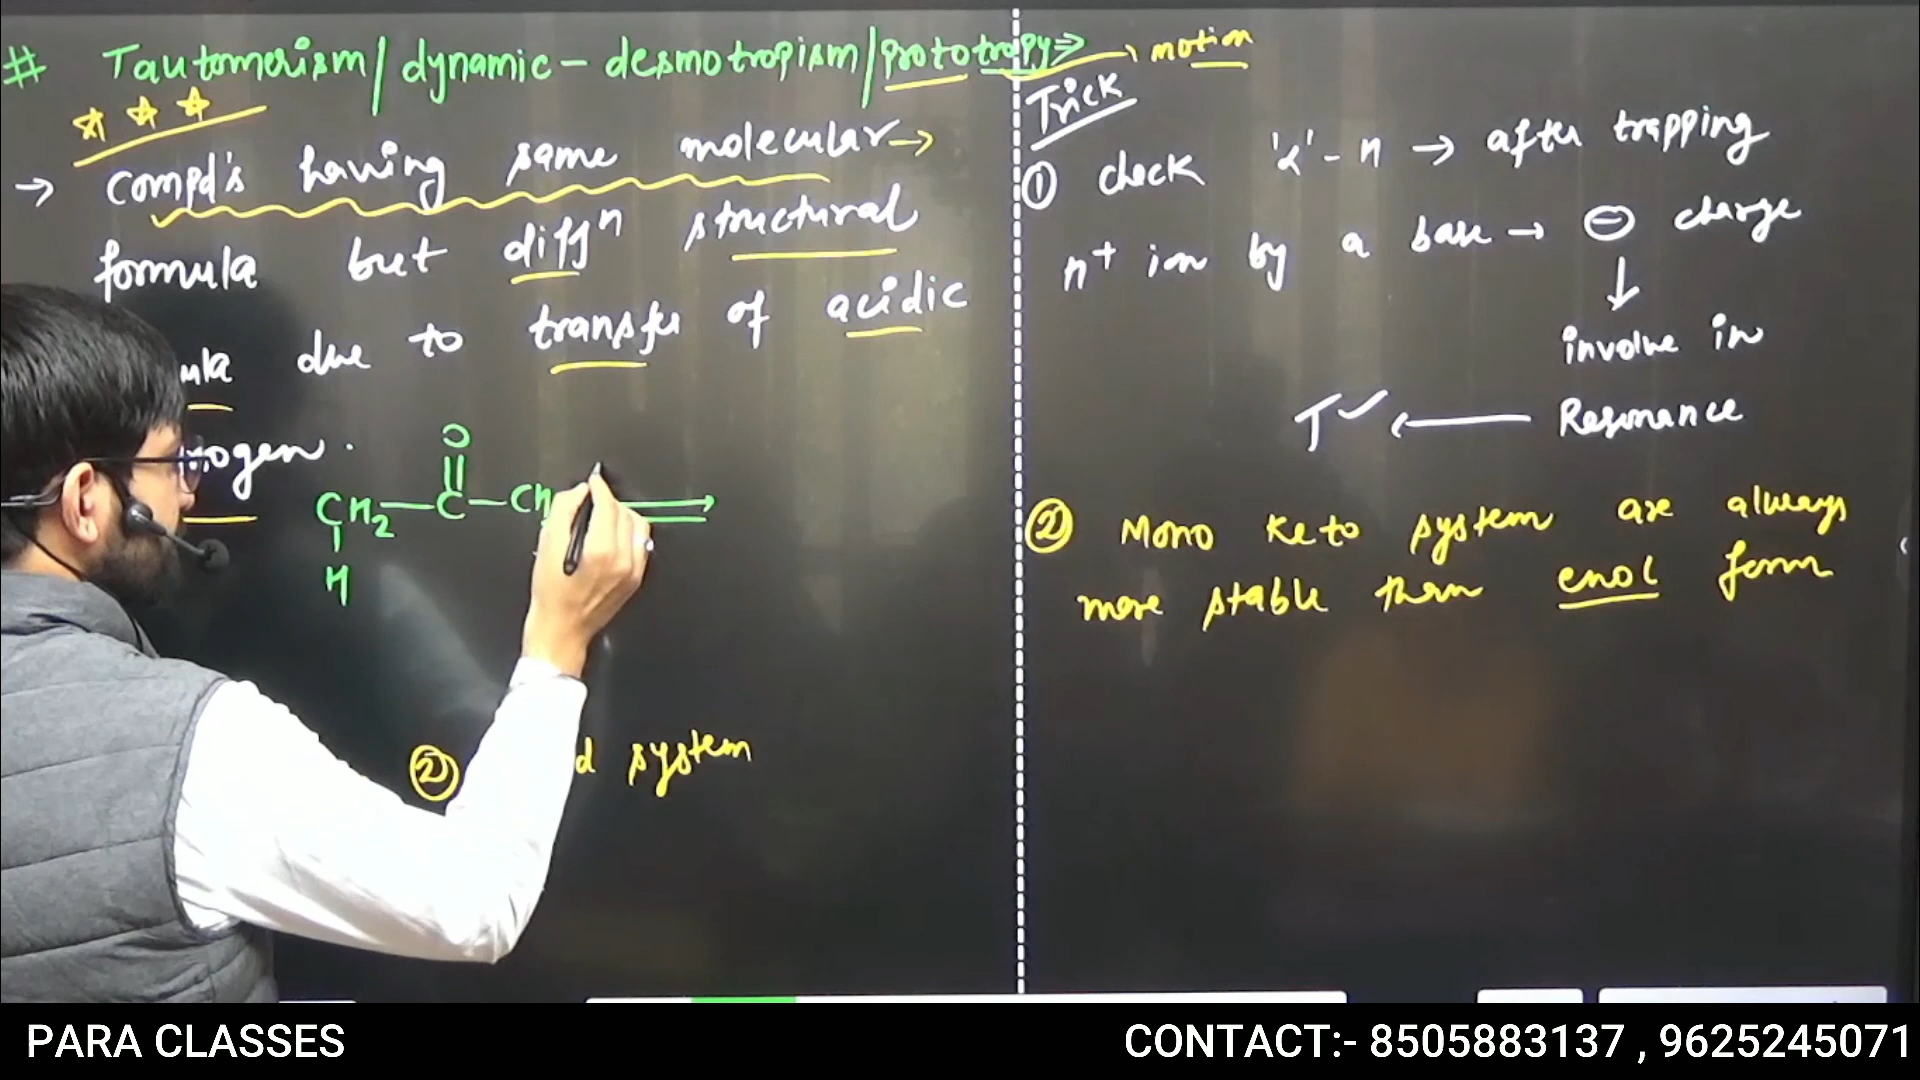 # Tautomerism/dynamic-desmotropism/prototropy⇒
→ motion
→ Compd's having same molecular→
formula but diffⁿ structural
due to transfer of acidic
ogen.
O
||
CH2—C—CH
|
H
② d system
Trick
① check 'α'-H → after trapping
H⁺ ion by a base → ⊖ charge
↓
involve in
T✓ ← Resonance
② Mono Keto system are always
more stable then enol form
PARA CLASSES
CONTACT:- 8505883137 , 9625245071